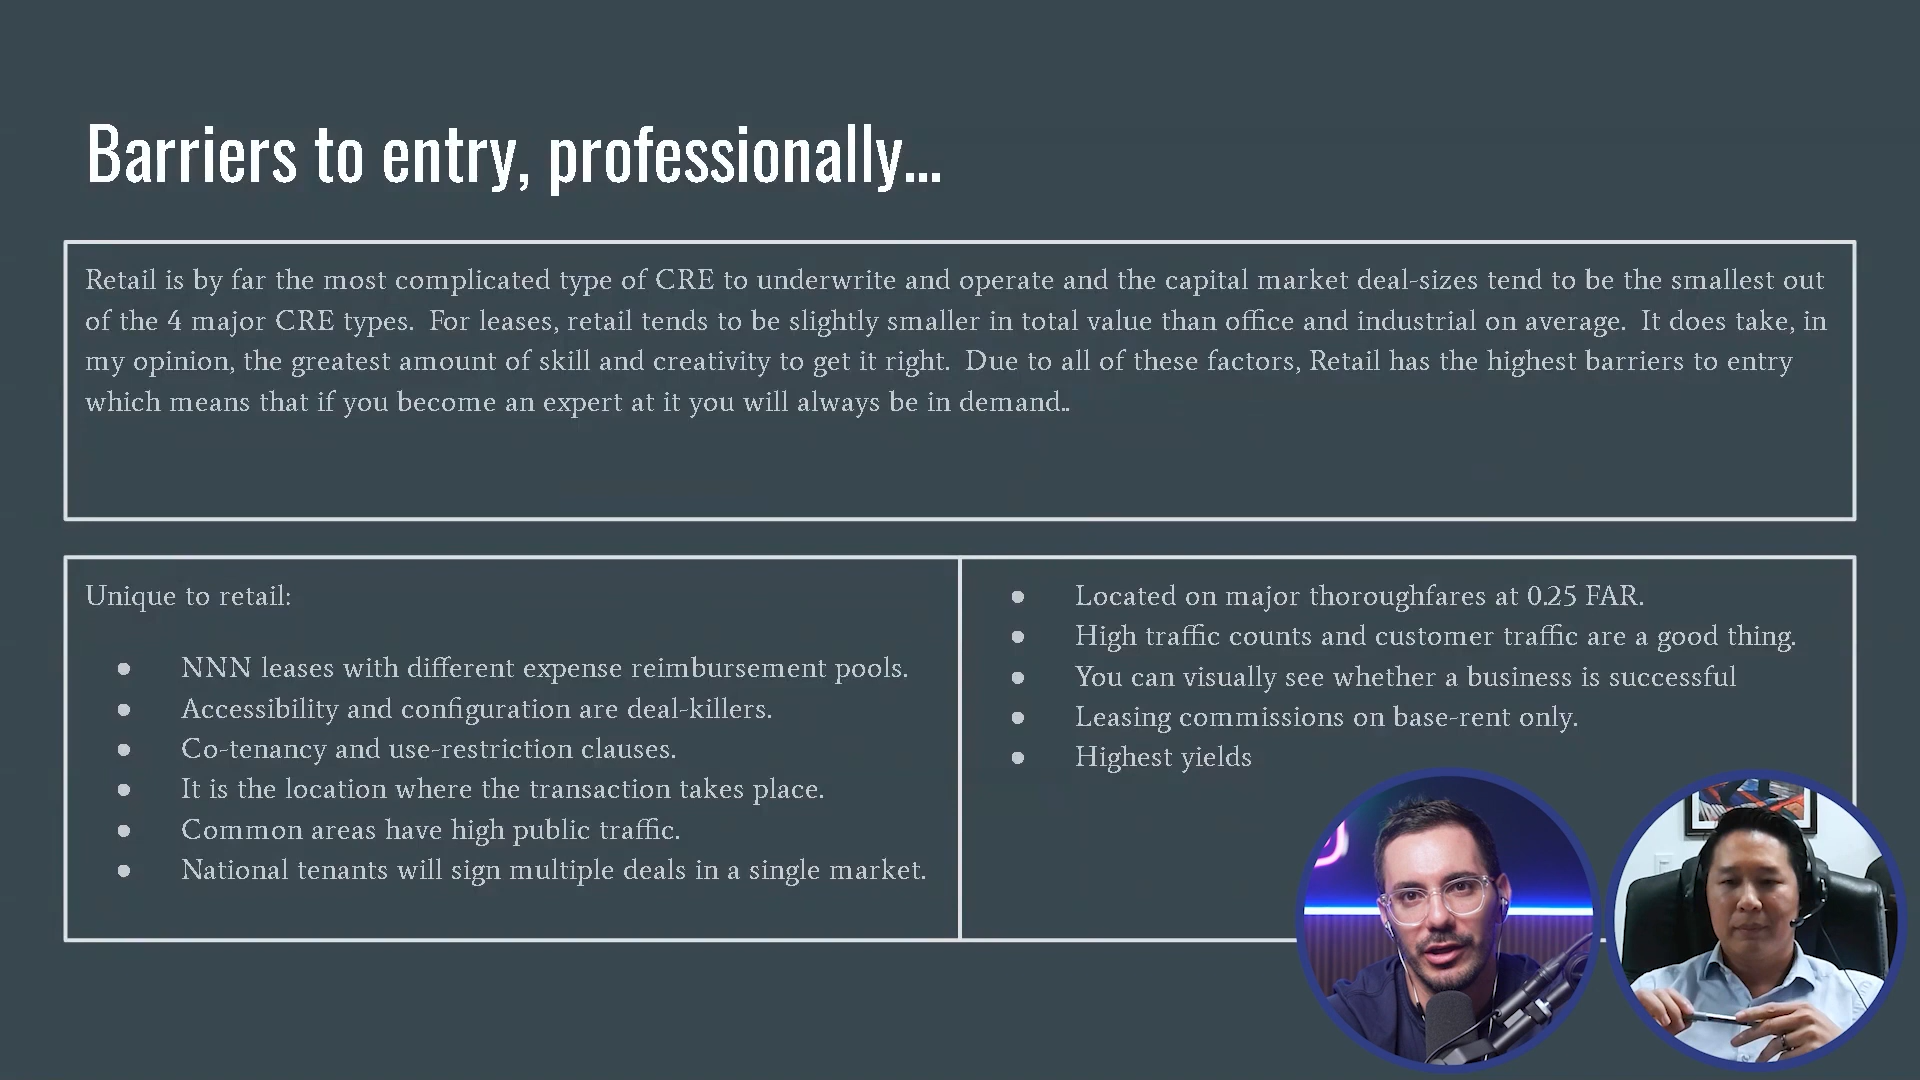 Barriers to entry, professionally...
Retail is by far the most complicated type of CRE to underwrite and operate and the capital market deal-sizes tend to be the smallest out
of the 4 major CRE types.  For leases, retail tends to be slightly smaller in total value than office and industrial on average.  It does take, in
my opinion, the greatest amount of skill and creativity to get it right.  Due to all of these factors, Retail has the highest barriers to entry
which means that if you become an expert at it you will always be in demand..
Unique to retail:
● NNN leases with different expense reimbursement pools.
● Accessibility and configuration are deal-killers.
● Co-tenancy and use-restriction clauses.
● It is the location where the transaction takes place.
● Common areas have high public traffic.
● National tenants will sign multiple deals in a single market.
● Located on major thoroughfares at 0.25 FAR.
● High traffic counts and customer traffic are a good thing.
● You can visually see whether a business is successful
● Leasing commissions on base-rent only.
● Highest yields